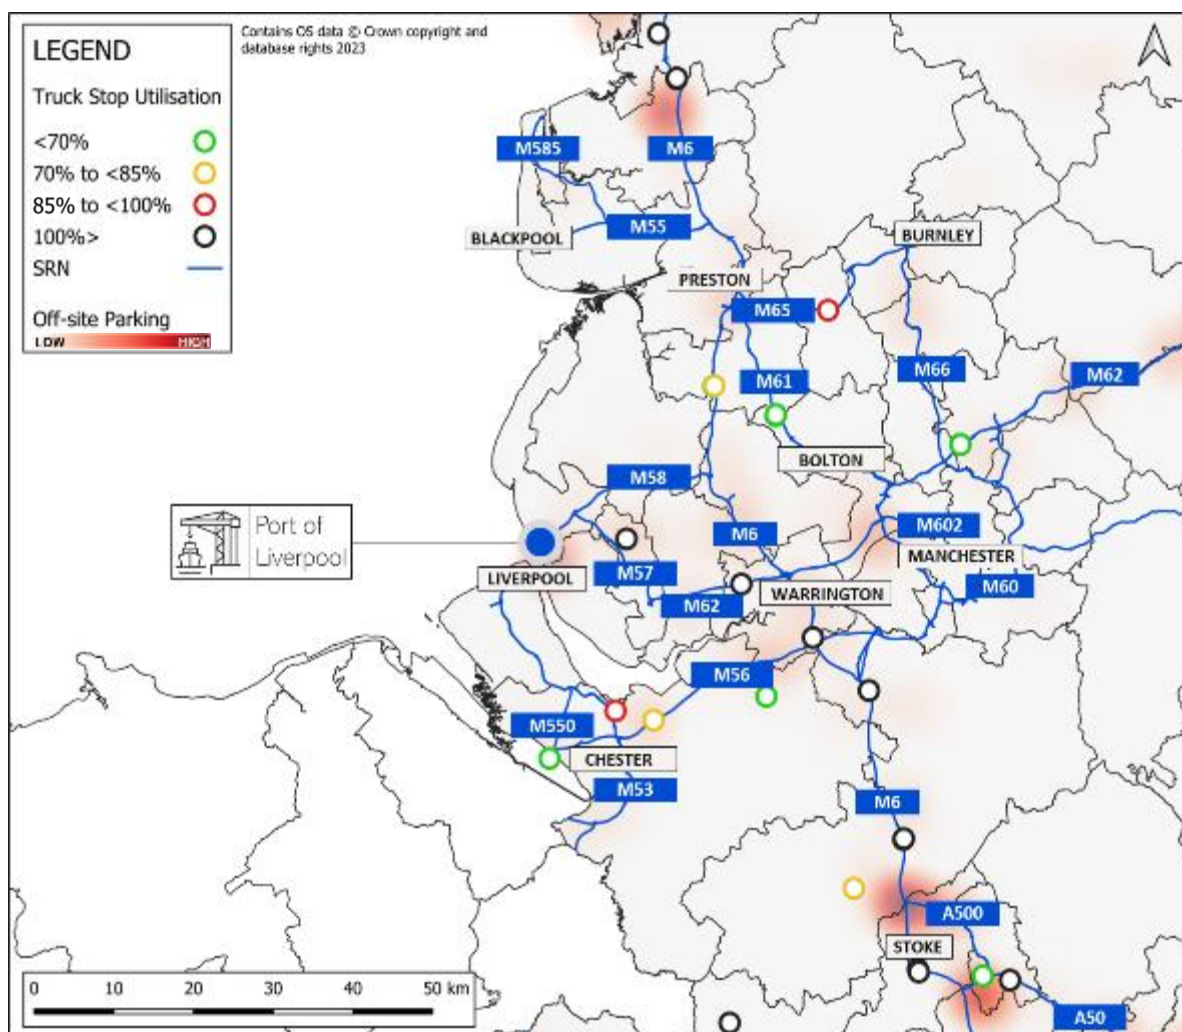 LEGEND
Contains OS data © Crown copyright and
database rights 2023
Truck Stop Utilisation
<70%
70% to <85%
85% to <100%
100%>
SRN
Off-site Parking
LOW HIGH
M585
M6
M55
BLACKPOOL
BURNLEY
PRESTON
M65
M61
M66
M62
BOLTON
M58
Port of
Liverpool
M6
M602
MANCHESTER
LIVERPOOL
M57
M62
WARRINGTON
M60
M56
M550
CHESTER
M53
M6
A500
STOKE
A50
0 10 20 30 40 50 km